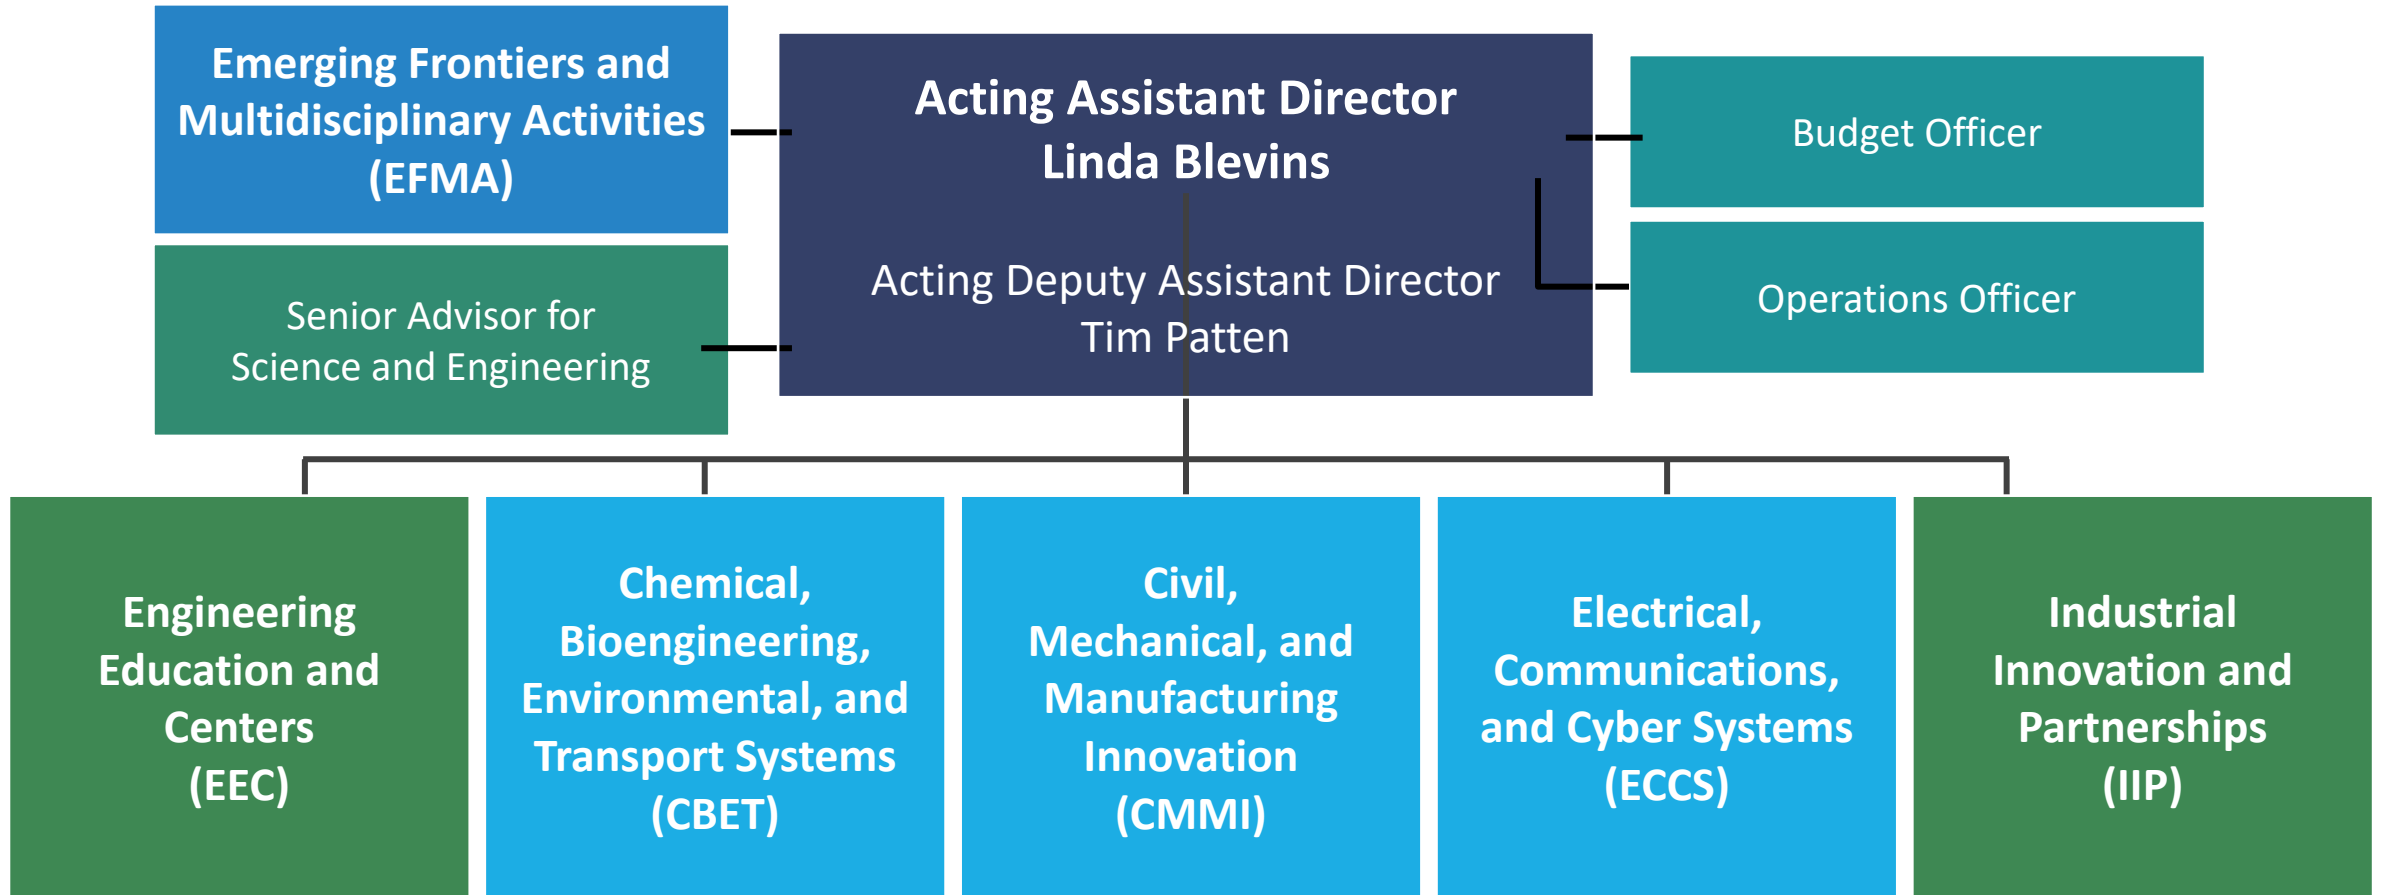 Emerging Frontiers and
Multidisciplinary Activities
(EFMA)
Senior Advisor for
Science and Engineering
Acting Assistant Director
Linda Blevins
Acting Deputy Assistant Director
Tim Patten
Budget Officer
Operations Officer
Engineering
Education and
Centers
(EEC)
Chemical,
Bioengineering,
Environmental, and
Transport Systems
(CBET)
Civil,
Mechanical, and
Manufacturing
Innovation
(CMMI)
Electrical,
Communications,
and Cyber Systems
(ECCS)
Industrial
Innovation and
Partnerships
(IIP)